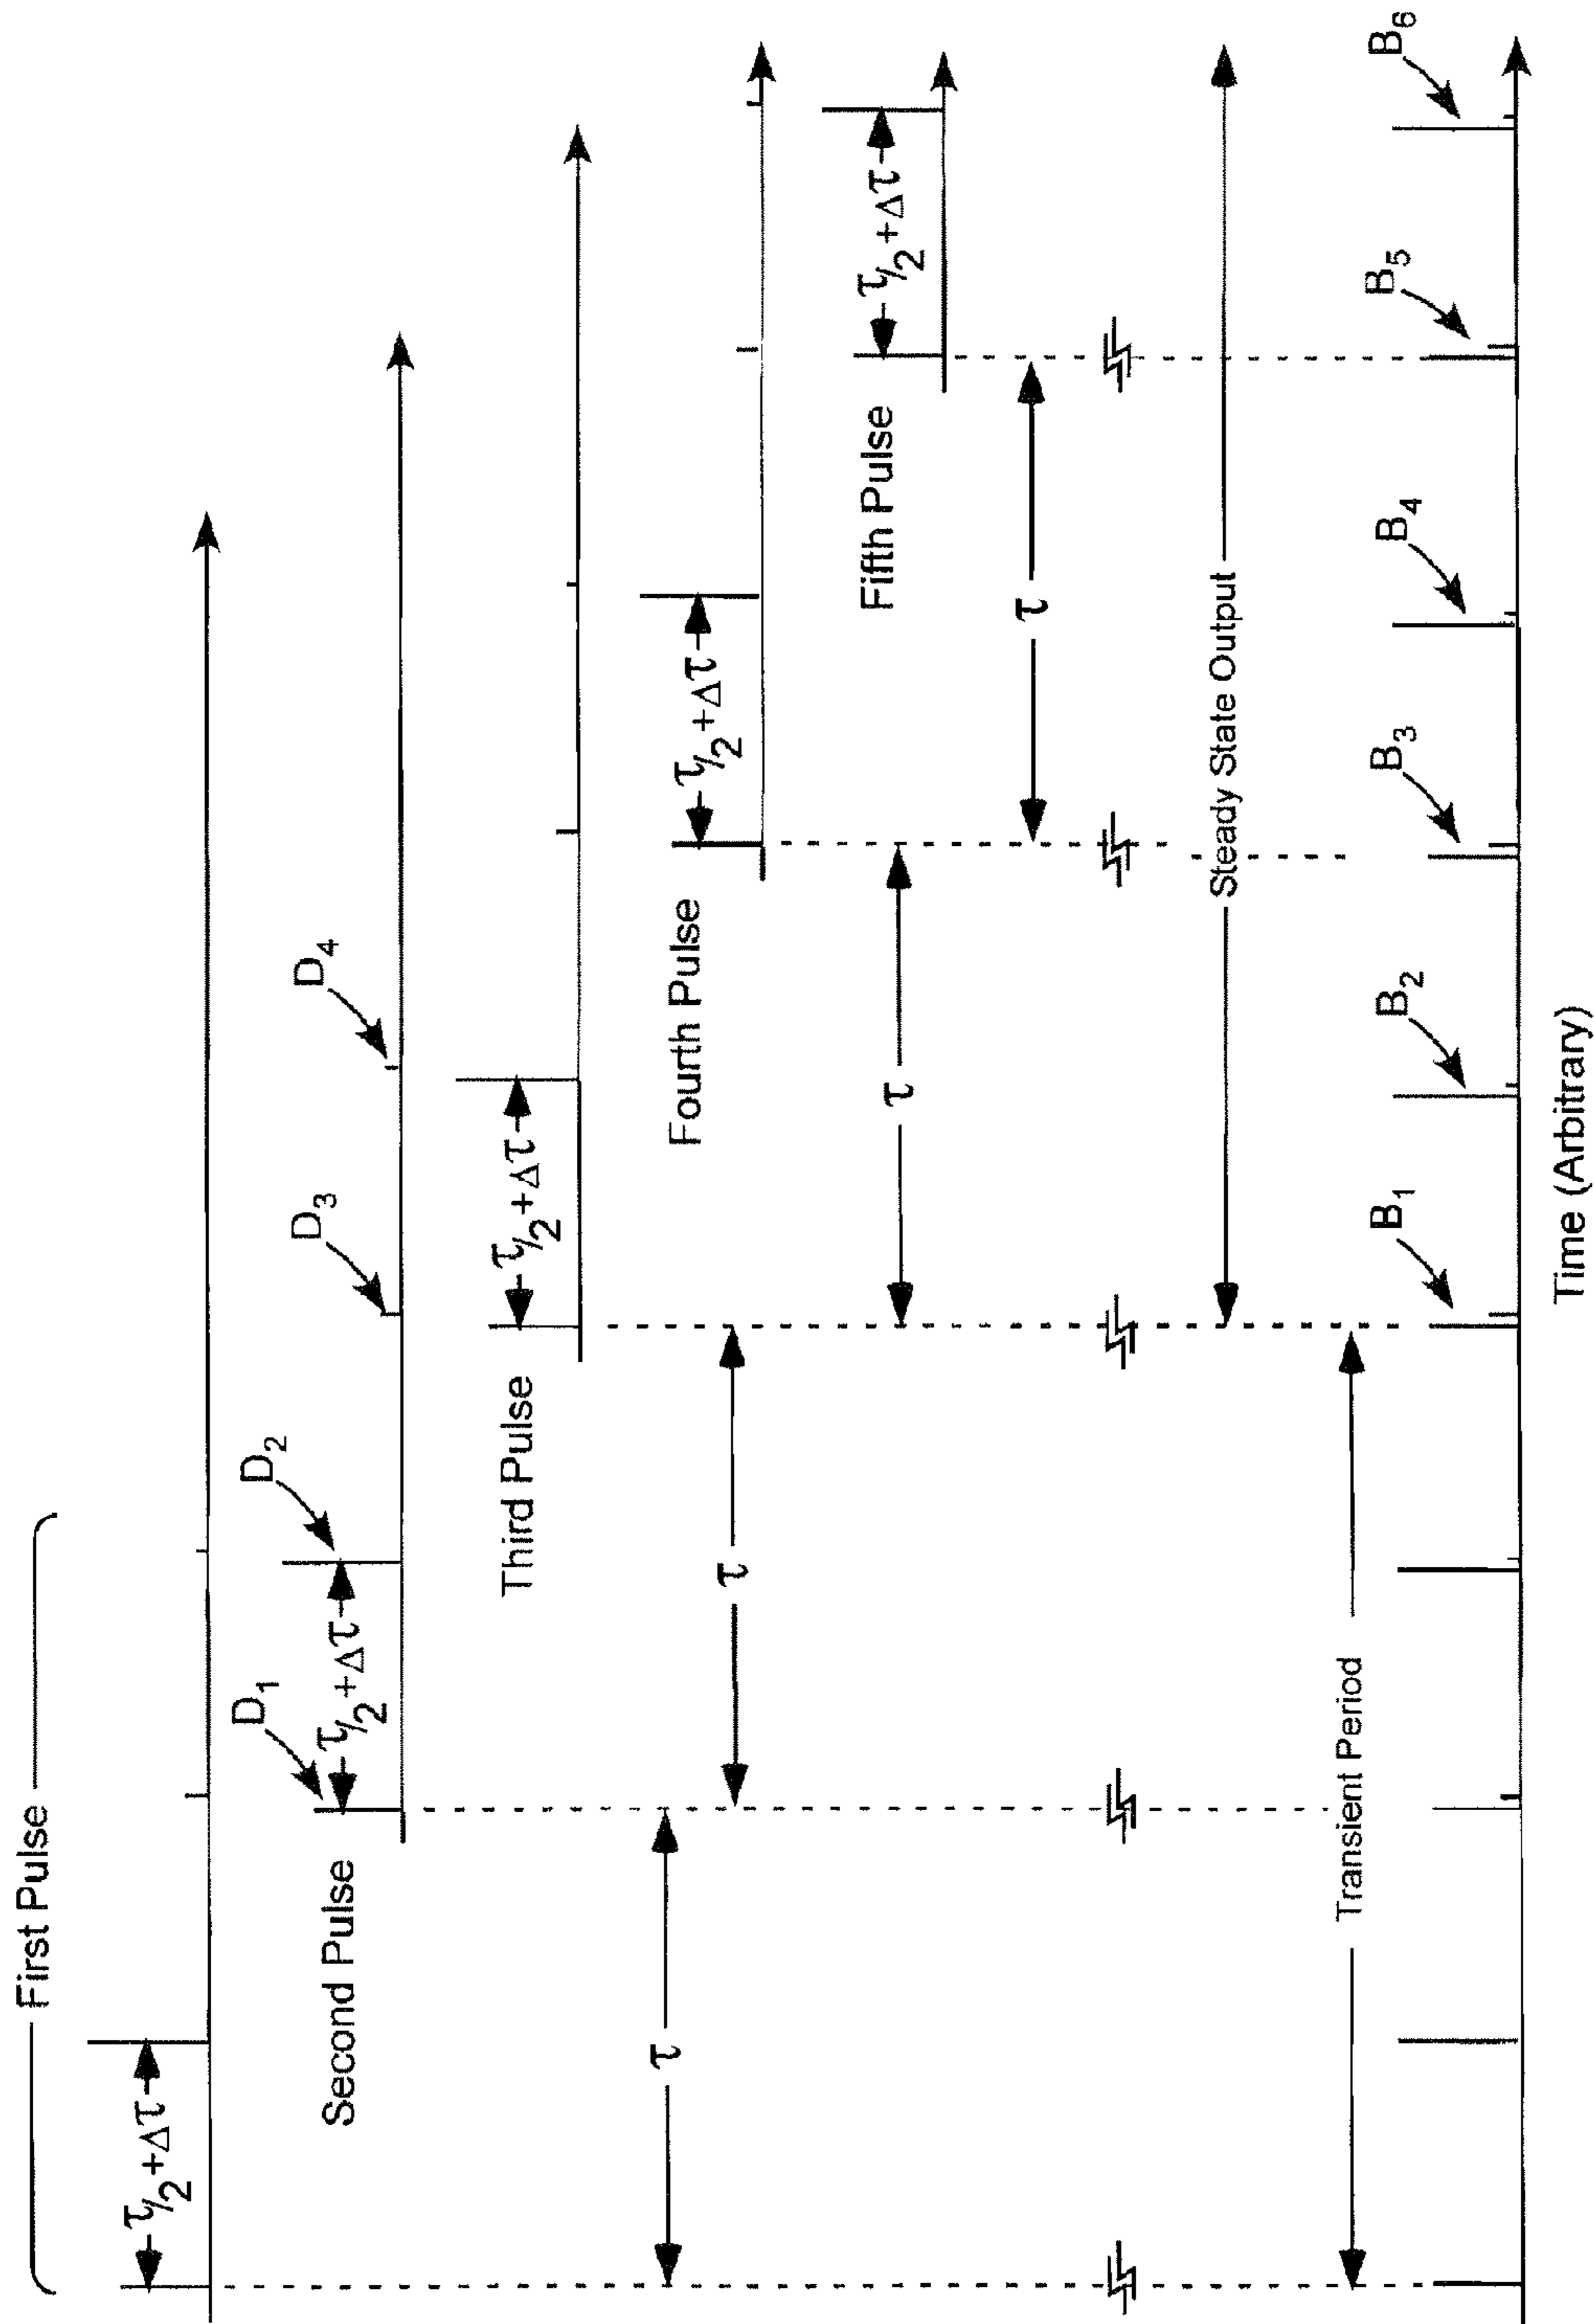 First Pulse
τ/2 + Δτ
D1
D2
D3
D4
τ/2 + Δτ
Second Pulse
Third Pulse
τ/2 + Δτ
τ
τ
Fourth Pulse
τ/2 + Δτ
τ
Fifth Pulse
τ/2 + Δτ
τ
Steady State Output
Transient Period
B1
B2
B3
B4
B5
B6
Time (Arbitrary)